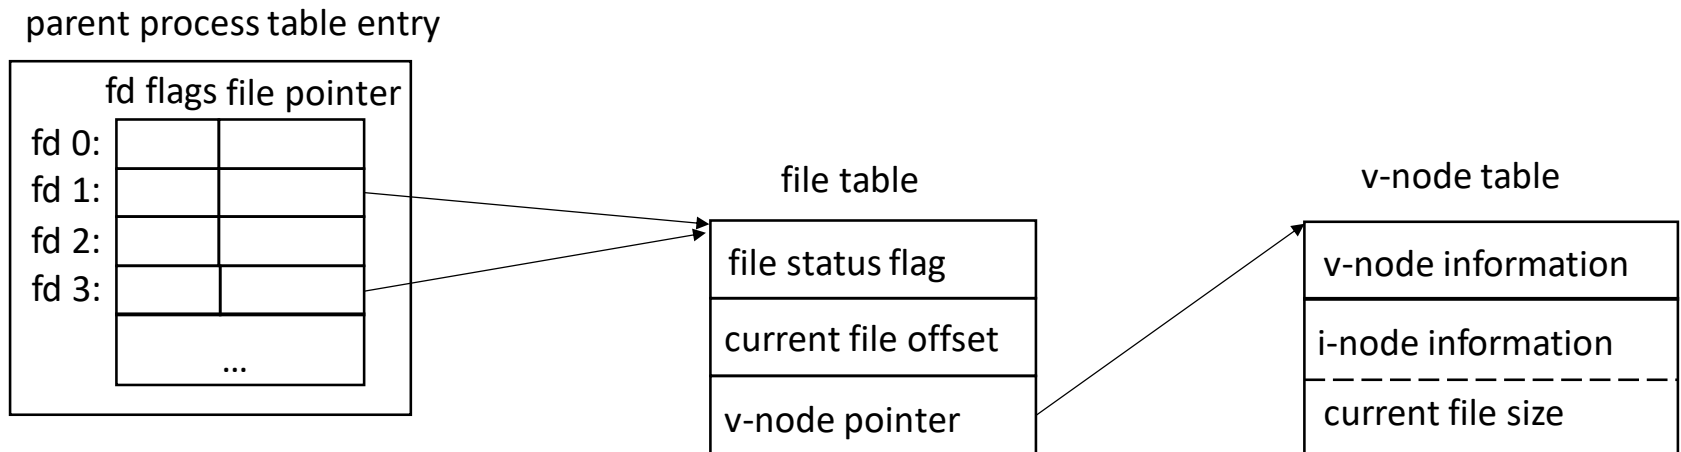 parent process table entry
fd flags file pointer
fd 0:
fd 1:
fd 2:
fd 3:
...
file table
file status flag
current file offset
v-node pointer
v-node table
v-node information
i-node information
current file size